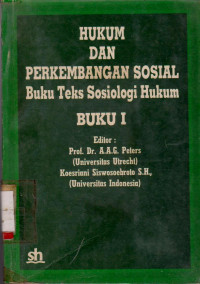 HUKUM
DAN
PERKEMBANGAN SOSIAL
Buku Teks Sosiologi Hukum
BUKU I
Editor :
Prof. Dr. A.A.G. Peters
(Universitas Utrecht)
Koesriani Siswosoebroto S.H.,
(Universitas Indonesia)
sh